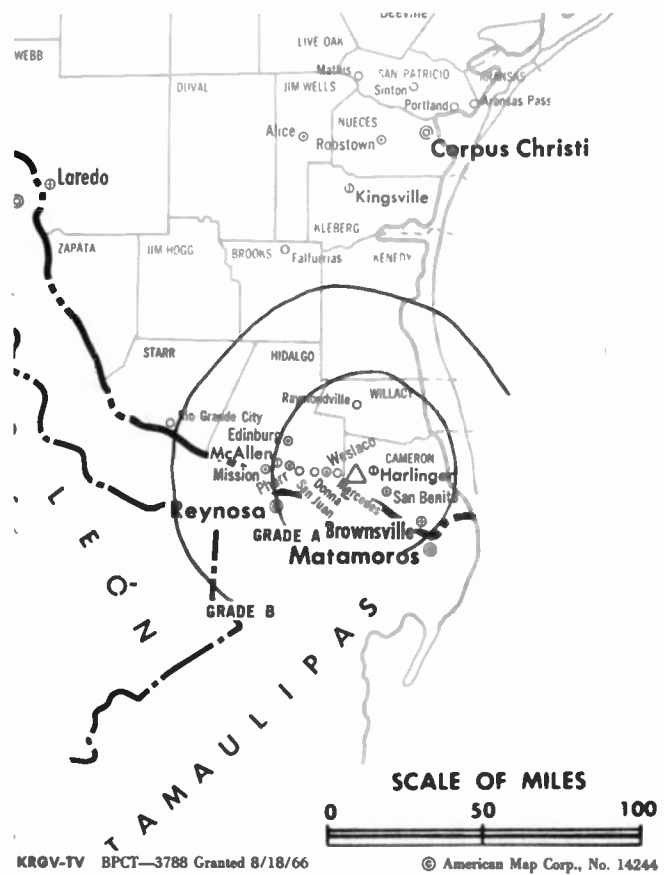 BEEVILLE
LIVE OAK
WEBB
Mathis
SAN PATRICIO
ARANSAS
DUVAL
JIM WELLS
Sinton
Portland
Aransas Pass
NUECES
Alice
Robstown
Corpus Christi
Laredo
Kingsville
KLEBERG
ZAPATA
JIM HOGG
BROOKS
Falfurrias
KENEDY
STARR
HIDALGO
WILLACY
Raymondville
Rio Grande City
Edinburg
Weslaco
McAllen
CAMERON
Mission
Harlingen
Pharr
San Juan
Donna
Mercedes
San Benito
Reynosa
GRADE A
Brownsville
Matamoros
LEÓN
GRADE B
TAMAULIPAS
SCALE OF MILES
0 50 100
KRGV-TV BPCT—3788 Granted 8/18/66
© American Map Corp., No. 14244